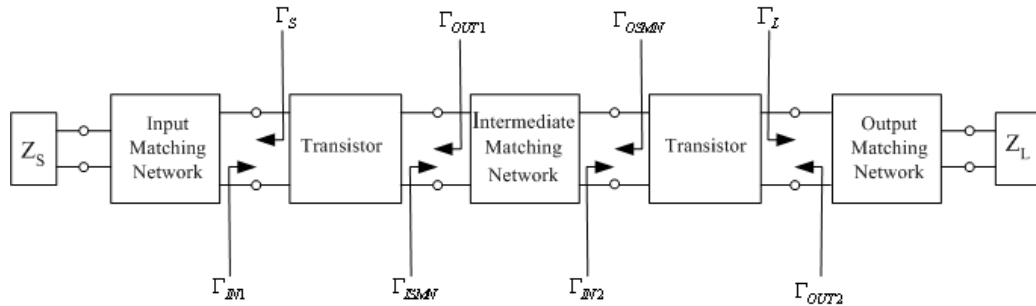 Γ_S
Γ_OUT1
Γ_OSMN
Γ_L
Z_S
Input
Matching
Network
Transistor
Intermediate
Matching
Network
Transistor
Output
Matching
Network
Z_L
Γ_IN1
Γ_ISMN
Γ_IN2
Γ_OUT2